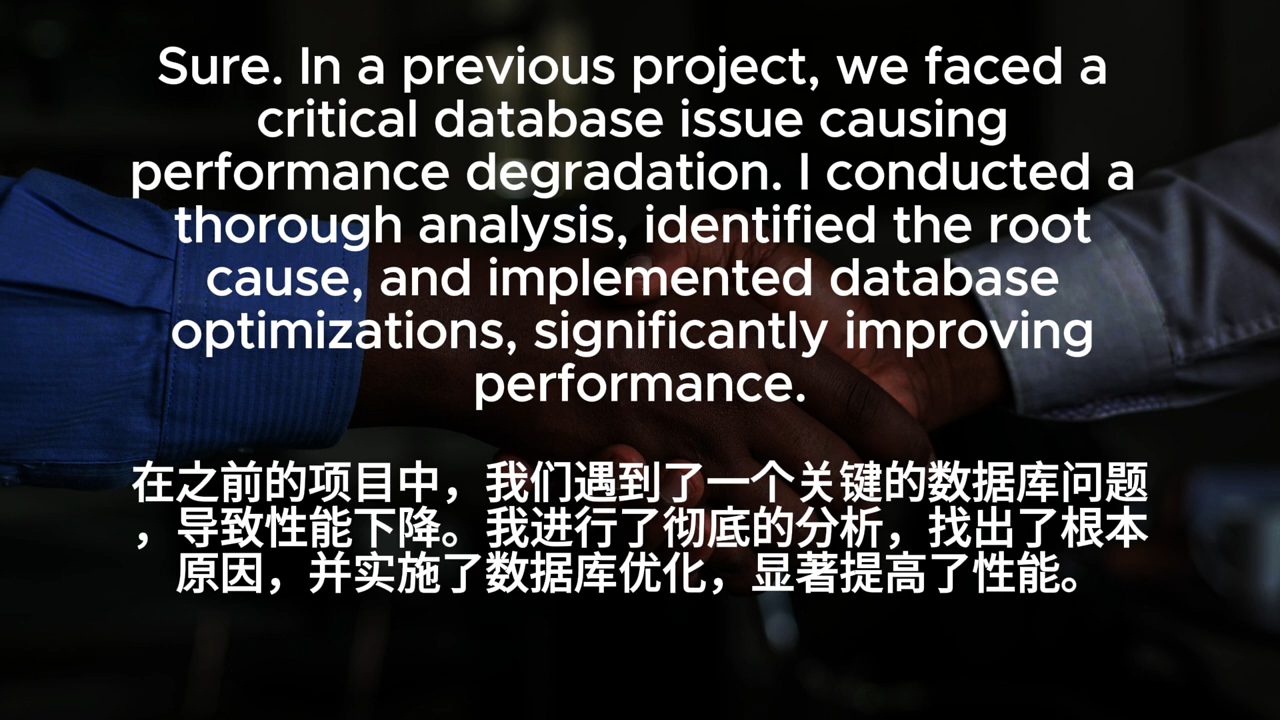 Sure. In a previous project, we faced a
critical database issue causing
performance degradation. I conducted a
thorough analysis, identified the root
cause, and implemented database
optimizations, significantly improving
performance.
在之前的项目中，我们遇到了一个关键的数据库问题
，导致性能下降。我进行了彻底的分析，找出了根本
原因，并实施了数据库优化，显著提高了性能。